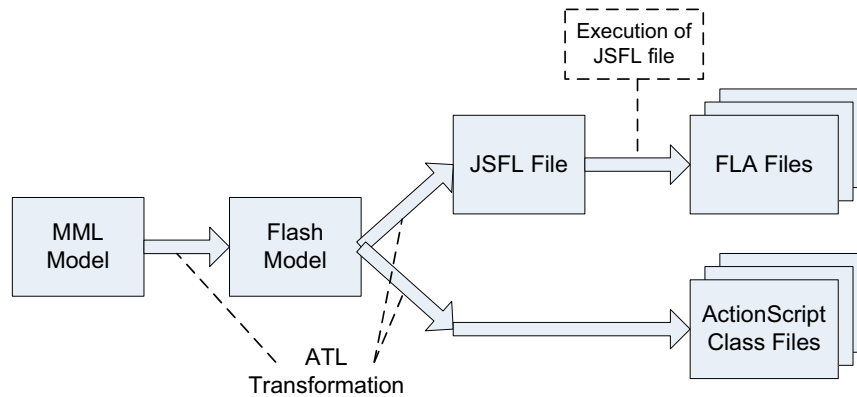 Execution of
JSFL file
JSFL File
FLA Files
MML
Model
Flash
Model
ActionScript
Class Files
ATL
Transformation